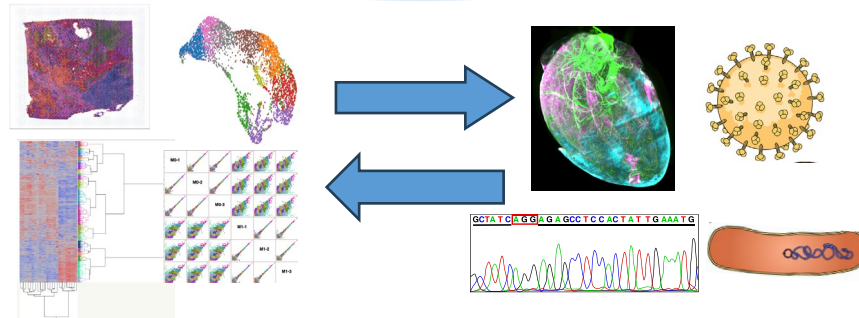 M0-1
M0-2
M0-3
M1-1
M1-2
M1-3
GCTATCAGGAGAGCCTCCACTATTGAAATG